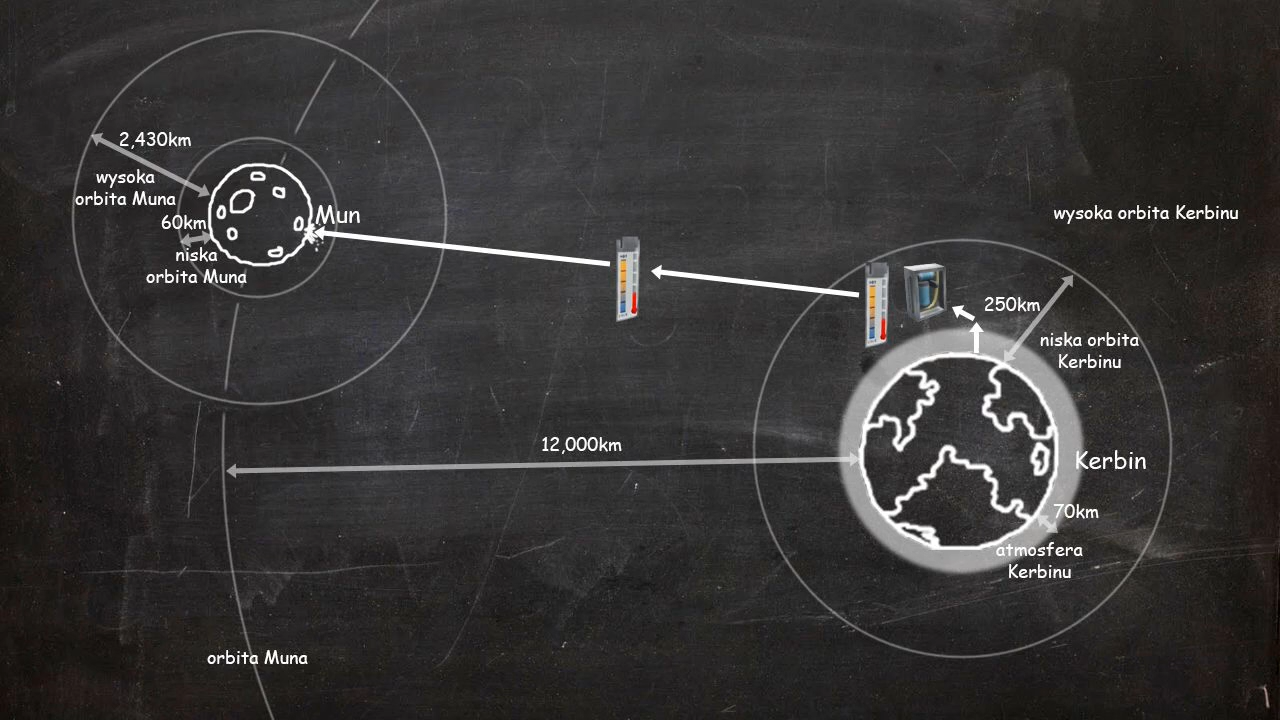 2,430km
wysoka
orbita Muna
60km
niska
orbita Muna
Mun
wysoka orbita Kerbinu
250km
niska orbita
Kerbinu
12,000km
Kerbin
70km
atmosfera
Kerbinu
orbita Muna